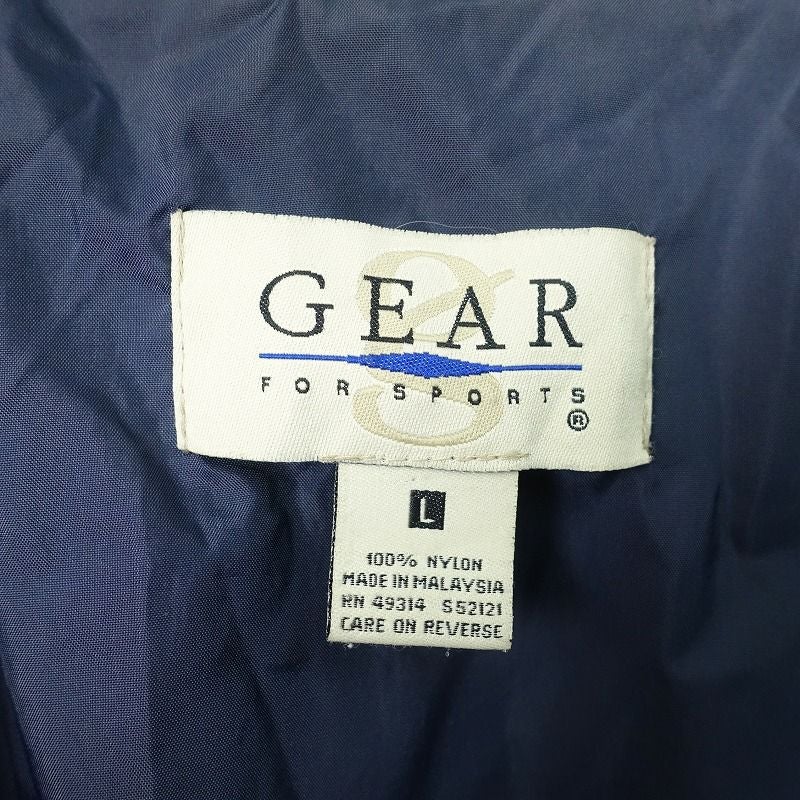 g
GEAR
FOR SPORTS
®
L
100% NYLON
MADE IN MALAYSIA
RN 49314 S52121
CARE ON REVERSE